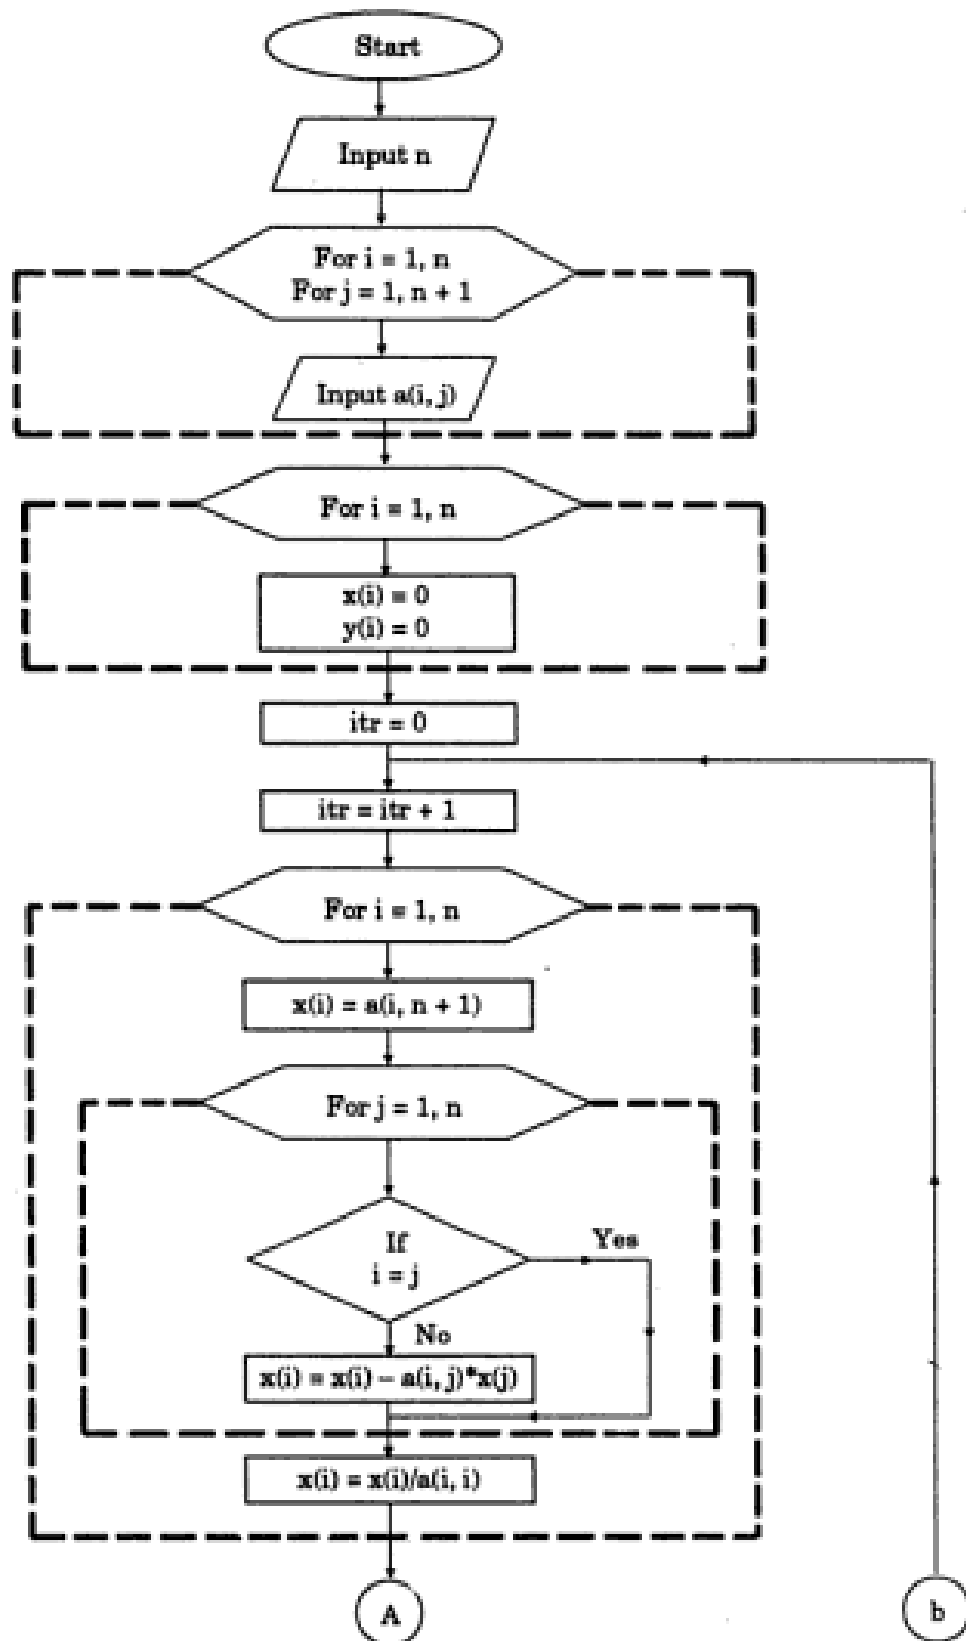 Start
Input n
For i = 1, n
For j = 1, n + 1
Input a(i, j)
For i = 1, n
x(i) = 0
y(i) = 0
itr = 0
itr = itr + 1
For i = 1, n
x(i) = a(i, n + 1)
For j = 1, n
If
i = j
Yes
No
x(i) = x(i) – a(i, j)*x(j)
x(i) = x(i)/a(i, i)
A
b